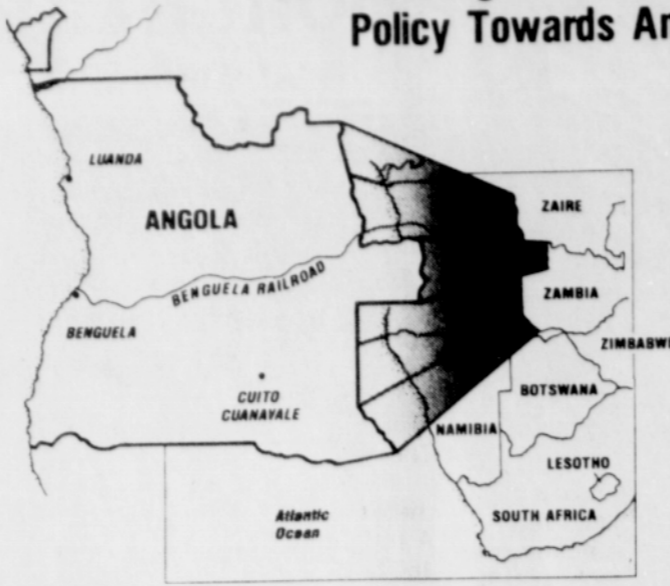 Policy Towards An
LUANDA
ANGOLA
ZAIRE
BENGUELA RAILROAD
ZAMBIA
BENGUELA
ZIMBABWE
BOTSWANA
CUITO
CUANAVALE
NAMIBIA
LESOTHO
SOUTH AFRICA
Atlantic
Ocean